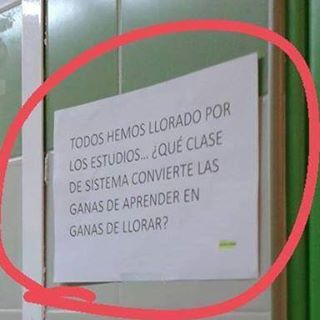 TODOS HEMOS LLORADO POR
LOS ESTUDIOS... ¿QUÉ CLASE
DE SISTEMA CONVIERTE LAS
GANAS DE APRENDER EN
GANAS DE LLORAR?